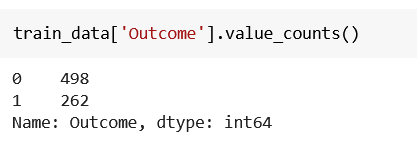 train_data['Outcome'].value_counts()
0    498
1    262
Name: Outcome, dtype: int64